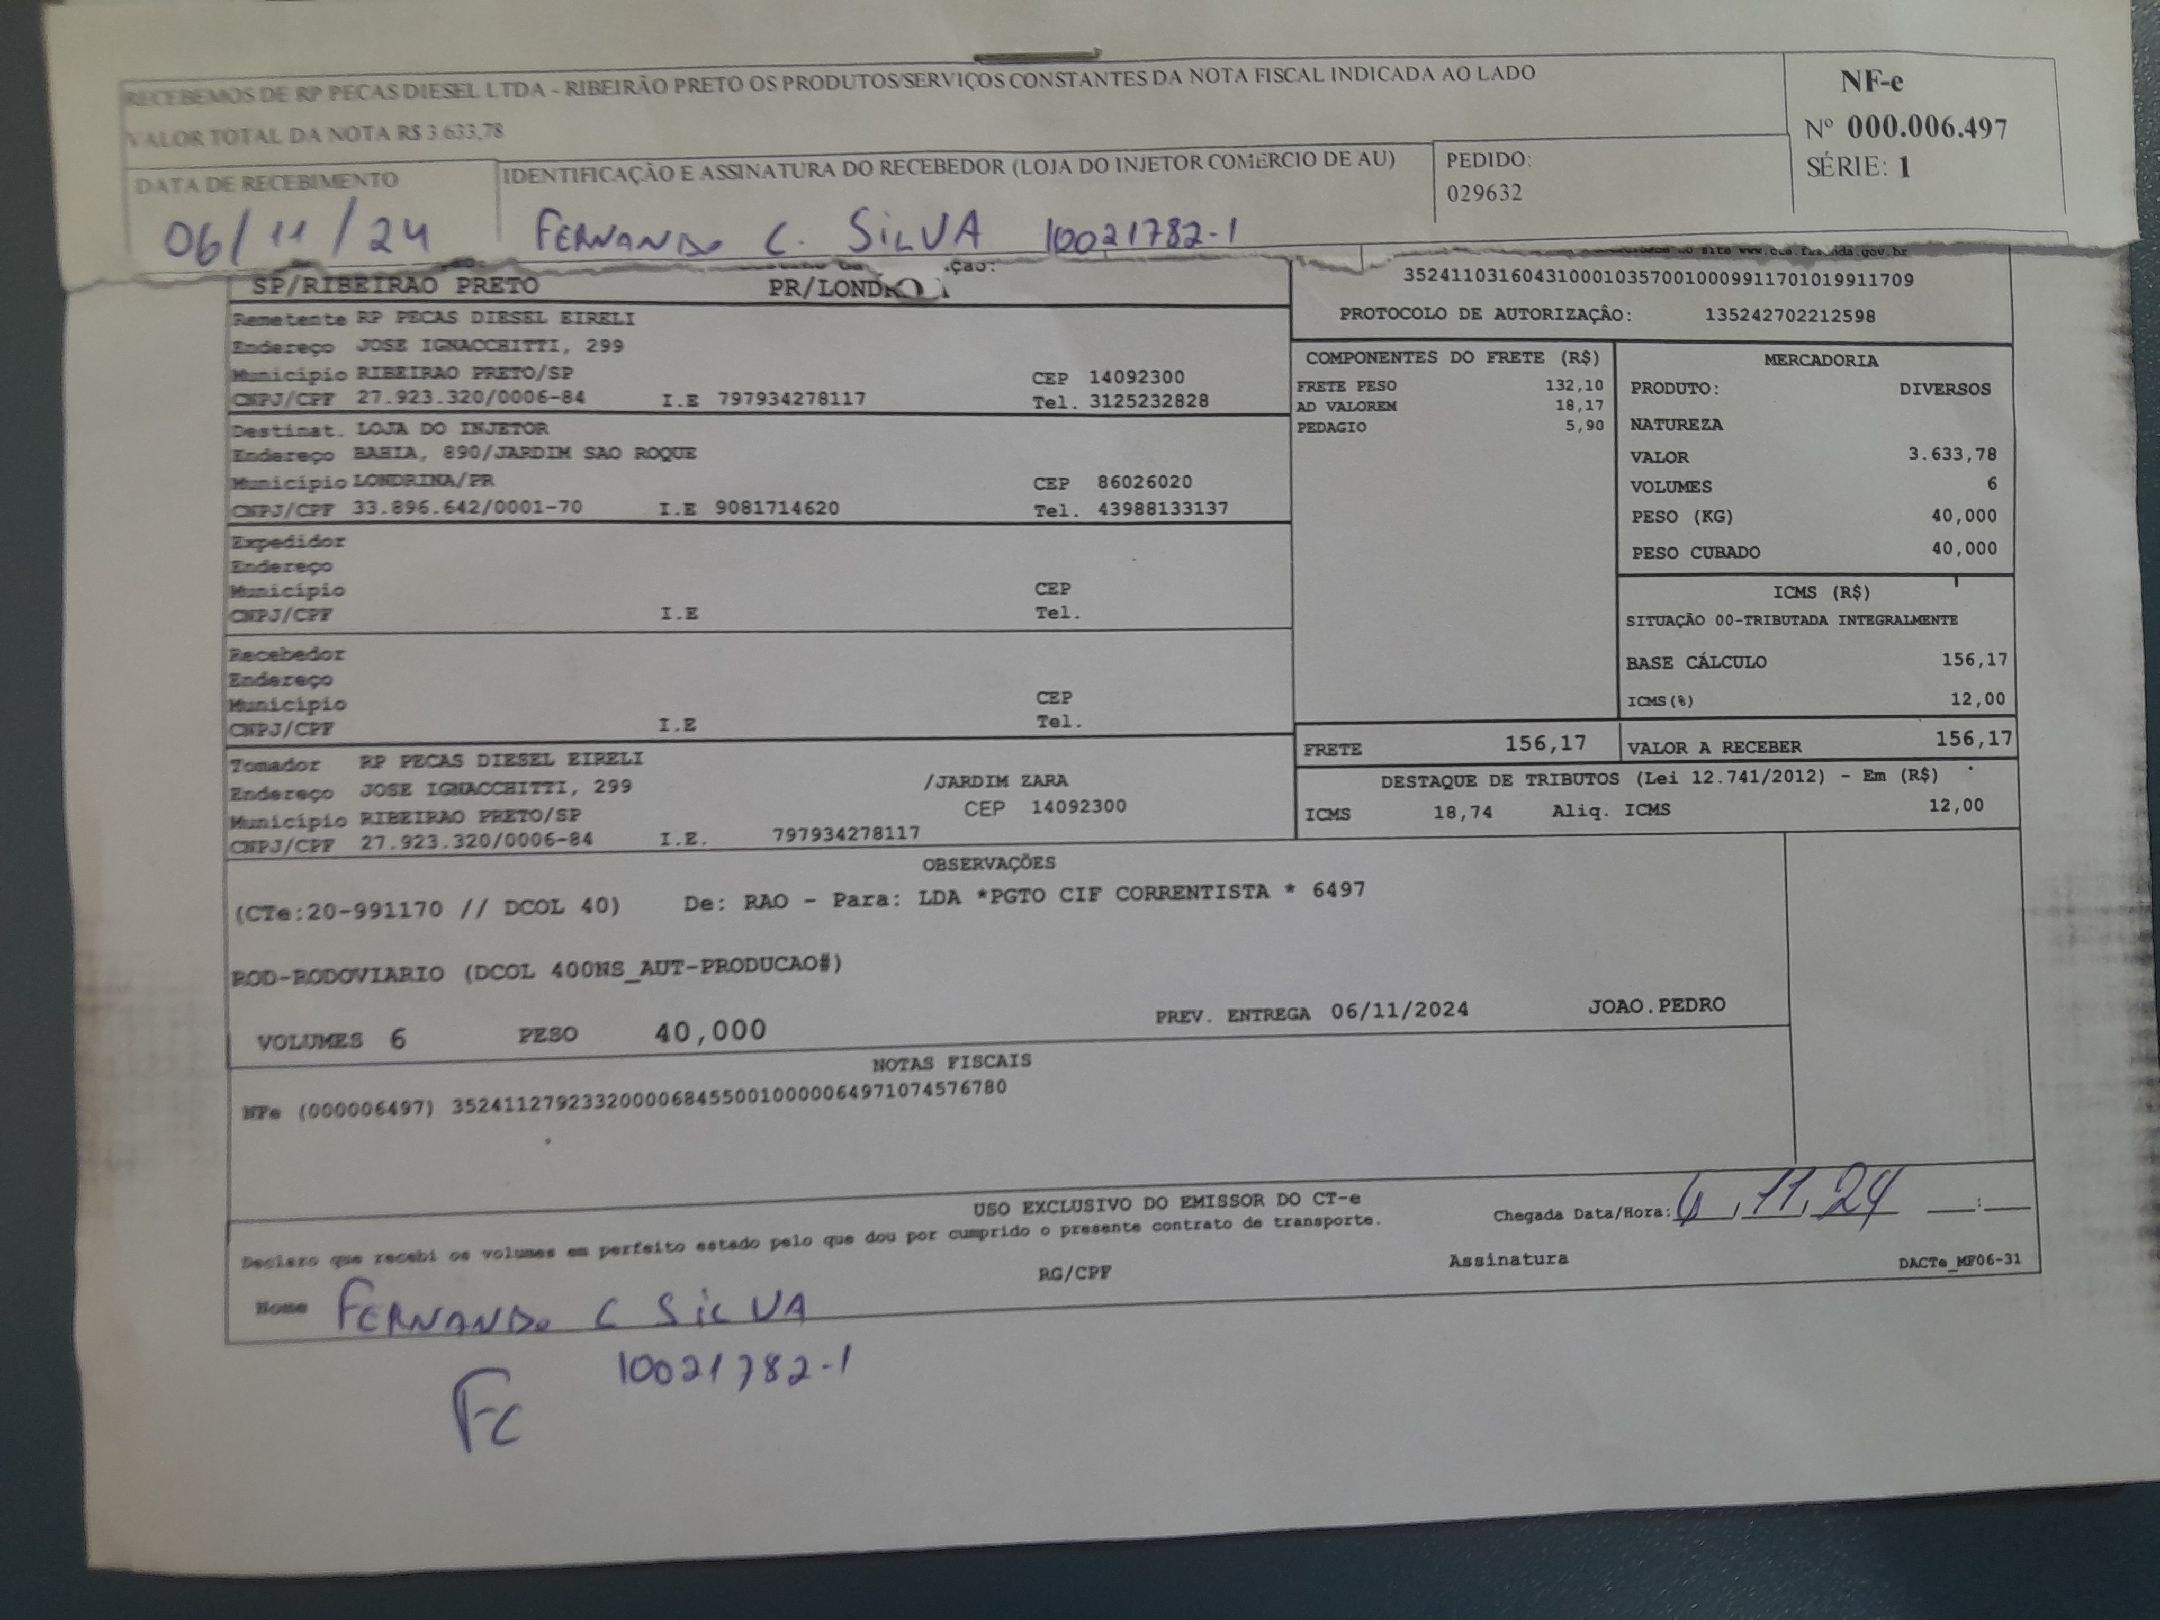 RECEBEMOS DE RP PECAS DIESEL LTDA - RIBEIRÃO PRETO OS PRODUTOS/SERVIÇOS CONSTANTES DA NOTA FISCAL INDICADA AO LADO
VALOR TOTAL DA NOTA R$ 3.633,78
NF-e
Nº 000.006.497
SÉRIE: 1
DATA DE RECEBIMENTO
06/11/24
IDENTIFICAÇÃO E ASSINATURA DO RECEBEDOR (LOJA DO INJETOR COMERCIO DE AU)
FERNANDO C. SILVA 10021782-1
PEDIDO:
029632
SP/RIBEIRAO PRETO
site www.cte.fazenda.gov.br
35241103160431000103570010009911701019911709
PROTOCOLO DE AUTORIZAÇÃO: 135242702212598
Remetente RP PECAS DIESEL EIRELI
Endereço JOSE IGNACCHITTI, 299
Município RIBEIRAO PRETO/SP CEP 14092300
CNPJ/CPF 27.923.320/0006-84 I.E 797934278117 Tel. 3125232828
Destinat. LOJA DO INJETOR
Endereço BAHIA, 890/JARDIM SAO ROQUE
Município LONDRINA/PR CEP 86026020
CNPJ/CPF 33.896.642/0001-70 I.E 9081714620 Tel. 43988133137
Expedidor
Endereço
Município CEP
CNPJ/CPF I.E Tel.
Recebedor
Endereço
Município CEP
CNPJ/CPF I.E Tel.
Tomador RP PECAS DIESEL EIRELI
Endereço JOSE IGNACCHITTI, 299 /JARDIM ZARA
Município RIBEIRAO PRETO/SP CEP 14092300
CNPJ/CPF 27.923.320/0006-84 I.E. 797934278117
COMPONENTES DO FRETE (R$)
FRETE PESO 132,10
AD VALOREM 18,17
PEDAGIO 5,90
MERCADORIA
PRODUTO: DIVERSOS
NATUREZA
VALOR 3.633,78
VOLUMES 6
PESO (KG) 40,000
PESO CUBADO 40,000
ICMS (R$)
SITUAÇÃO 00-TRIBUTADA INTEGRALMENTE
BASE CÁLCULO 156,17
ICMS(%) 12,00
FRETE 156,17
VALOR A RECEBER 156,17
DESTAQUE DE TRIBUTOS (Lei 12.741/2012) - Em (R$)
ICMS 18,74 Aliq. ICMS 12,00
OBSERVAÇÕES
(CTe:20-991170 // DCOL 40) De: RAO - Para: LDA *PGTO CIF CORRENTISTA * 6497
ROD-RODOVIARIO (DCOL 400NS_AUT-PRODUCAO#)
VOLUMES 6 PESO 40,000 PREV. ENTREGA 06/11/2024 JOAO.PEDRO
NOTAS FISCAIS
NFe (000006497) 35241127923320000684550010000064971074576780
USO EXCLUSIVO DO EMISSOR DO CT-e
Declaro que recebi os volumes em perfeito estado pelo que dou por cumprido o presente contrato de transporte.
Chegada Data/Hora: 6,11,24 :
Nome FERNANDO C SILVA
RG/CPF
Assinatura
DACTe_MF06-31
10021782-1
FC